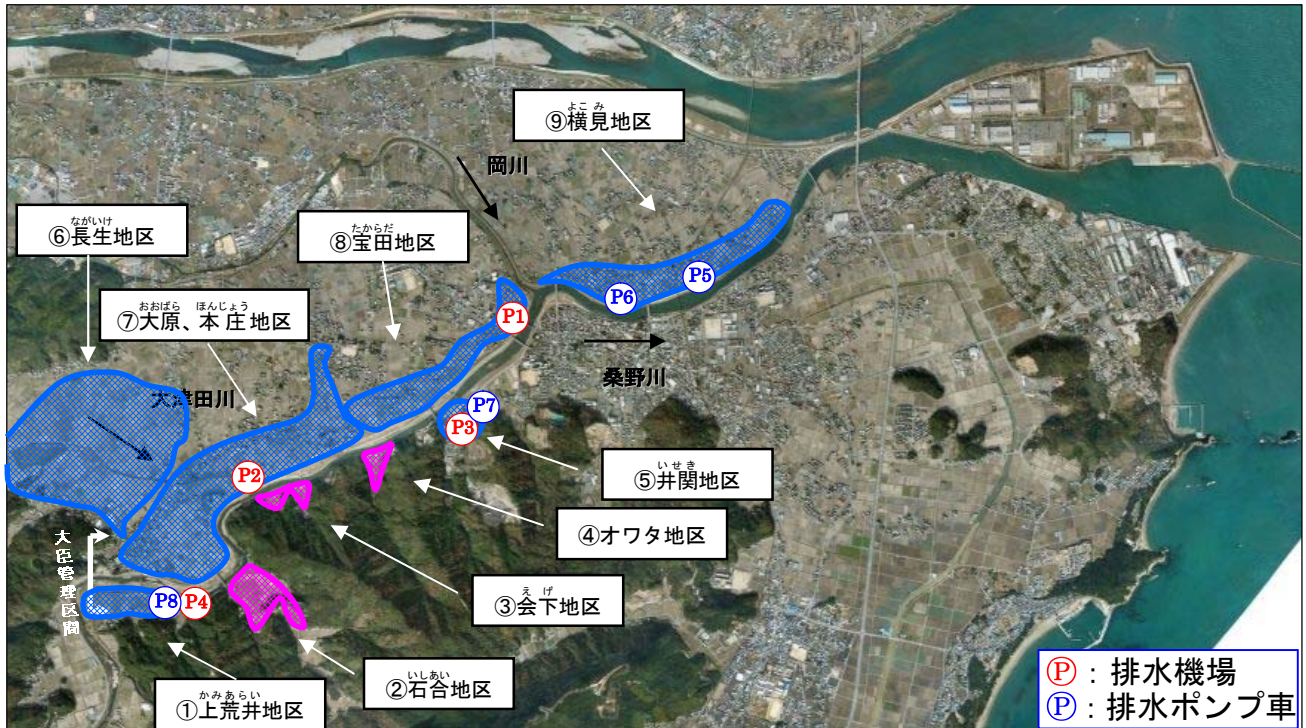 よこみ
⑨横見地区
岡川
ながいけ
⑥長生地区
たからだ
⑧宝田地区
おおばら ほんじょう
⑦大原、本庄地区
P5
P6
P1
桑野川
大津田川
P7
P3
P2
いせき
⑤井関地区
④オワタ地区
大臣管理区間
えげ
③会下地区
P8
P4
いしあい
②石合地区
かみあらい
①上荒井地区
Ⓟ：排水機場
Ⓟ：排水ポンプ車